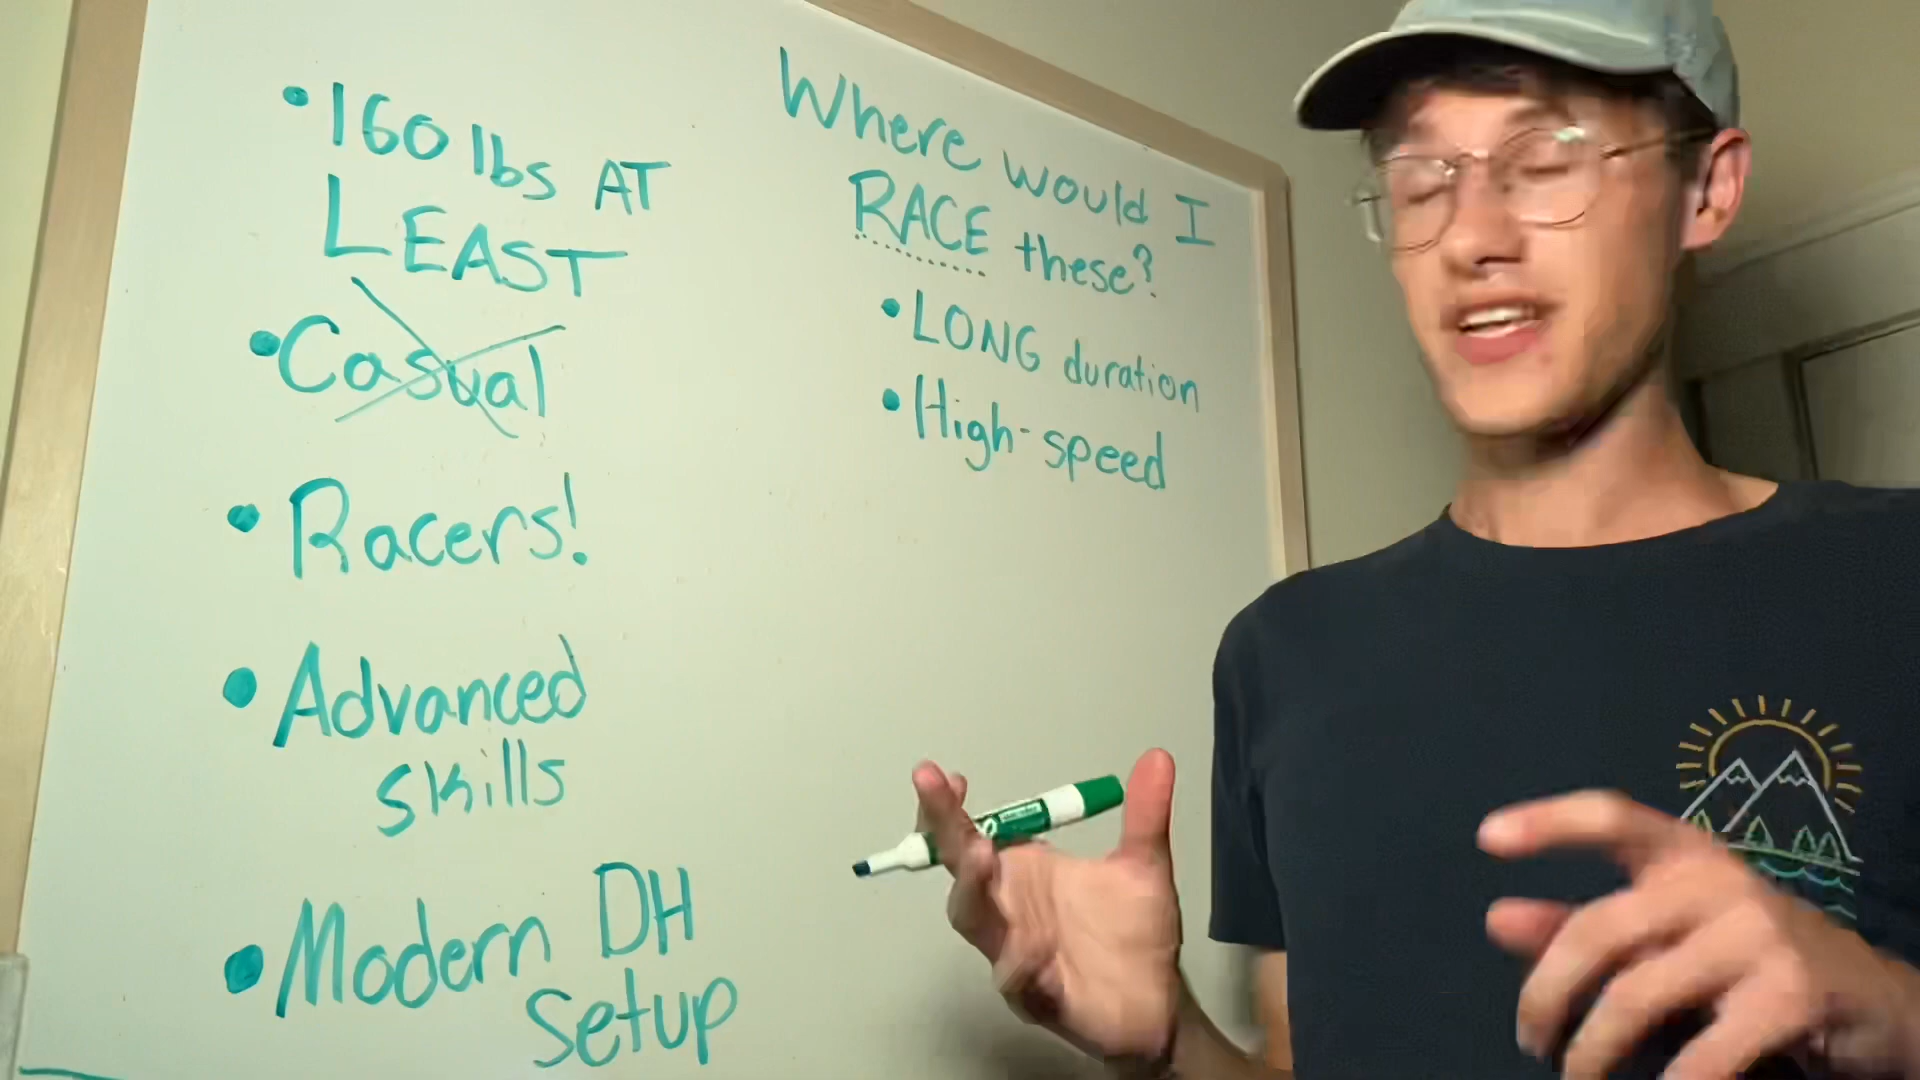 • 160 lbs AT
LEAST
• Casual
• Racers!
• Advanced
skills
• Modern DH
setup
Where would I
RACE these?
• LONG duration
• High-speed